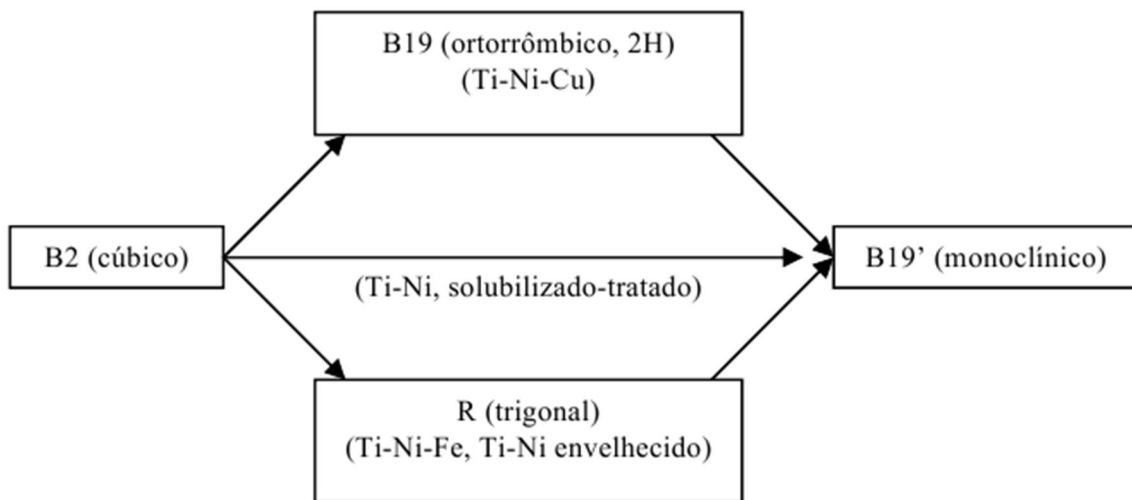 B19 (ortorrômbico, 2H)
(Ti-Ni-Cu)
B2 (cúbico)
B19’ (monoclínico)
(Ti-Ni, solubilizado-tratado)
R (trigonal)
(Ti-Ni-Fe, Ti-Ni envelhecido)